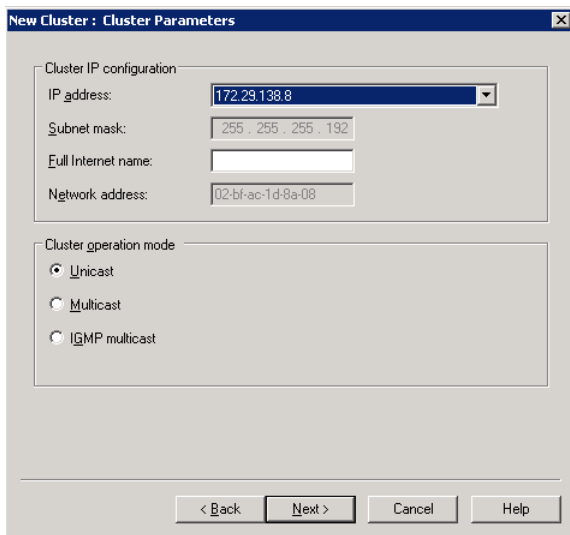 New Cluster : Cluster Parameters
Cluster IP configuration
IP address: 172.29.138.8
Subnet mask: 255 . 255 . 255 . 192
Full Internet name:
Network address: 02-bf-ac-1d-8a-08
Cluster operation mode
Unicast
Multicast
IGMP multicast
< Back Next > Cancel Help